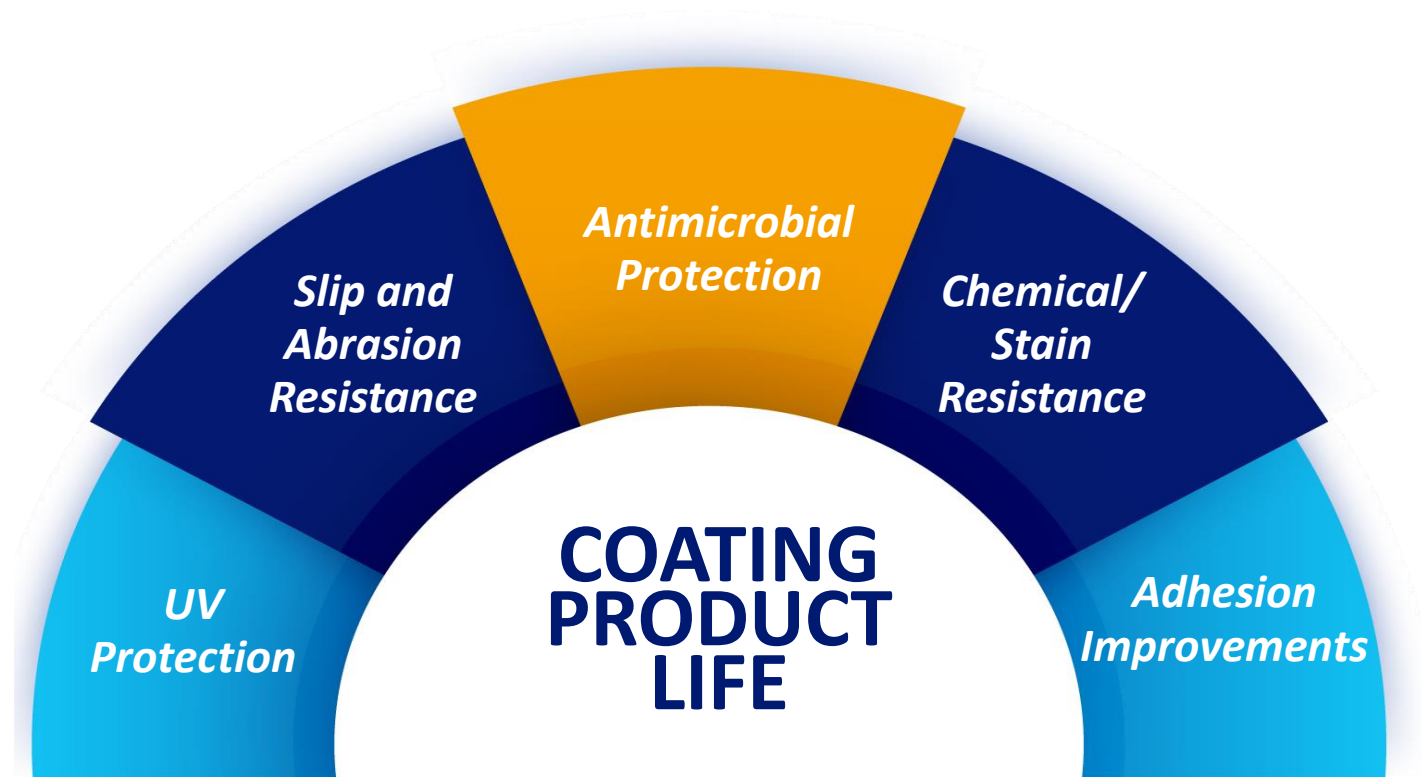 Antimicrobial
Protection
Slip and
Abrasion
Resistance
Chemical/
Stain
Resistance
COATING
PRODUCT
LIFE
UV
Protection
Adhesion
Improvements